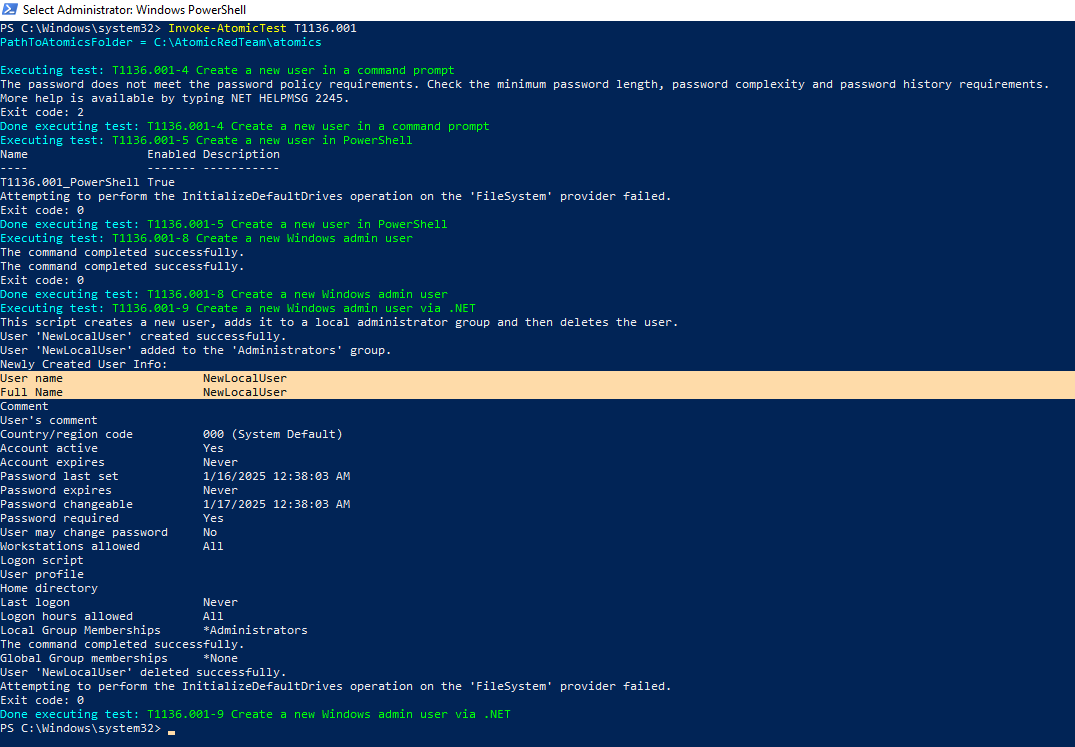 Select Administrator: Windows PowerShell
PS C:\Windows\system32> Invoke-AtomicTest T1136.001
PathToAtomicsFolder = C:\AtomicRedTeam\atomics
Executing test: T1136.001-4 Create a new user in a command prompt
The password does not meet the password policy requirements. Check the minimum password length, password complexity and password history requirements.
More help is available by typing NET HELPMSG 2245.
Exit code: 2
Done executing test: T1136.001-4 Create a new user in a command prompt
Executing test: T1136.001-5 Create a new user in PowerShell
Name                 Enabled Description
----                 ------- -----------
T1136.001_PowerShell True
Attempting to perform the InitializeDefaultDrives operation on the 'FileSystem' provider failed.
Exit code: 0
Done executing test: T1136.001-5 Create a new user in PowerShell
Executing test: T1136.001-8 Create a new Windows admin user
The command completed successfully.
The command completed successfully.
Exit code: 0
Done executing test: T1136.001-8 Create a new Windows admin user
Executing test: T1136.001-9 Create a new Windows admin user via .NET
This script creates a new user, adds it to a local administrator group and then deletes the user.
User 'NewLocalUser' created successfully.
User 'NewLocalUser' added to the 'Administrators' group.
Newly Created User Info:
User name                    NewLocalUser
Full Name                    NewLocalUser
Comment
User's comment
Country/region code          000 (System Default)
Account active               Yes
Account expires              Never
Password last set            1/16/2025 12:38:03 AM
Password expires             Never
Password changeable          1/17/2025 12:38:03 AM
Password required            Yes
User may change password     No
Workstations allowed         All
Logon script
User profile
Home directory
Last logon                   Never
Logon hours allowed          All
Local Group Memberships      *Administrators
The command completed successfully.
Global Group memberships     *None
User 'NewLocalUser' deleted successfully.
Attempting to perform the InitializeDefaultDrives operation on the 'FileSystem' provider failed.
Exit code: 0
Done executing test: T1136.001-9 Create a new Windows admin user via .NET
PS C:\Windows\system32>